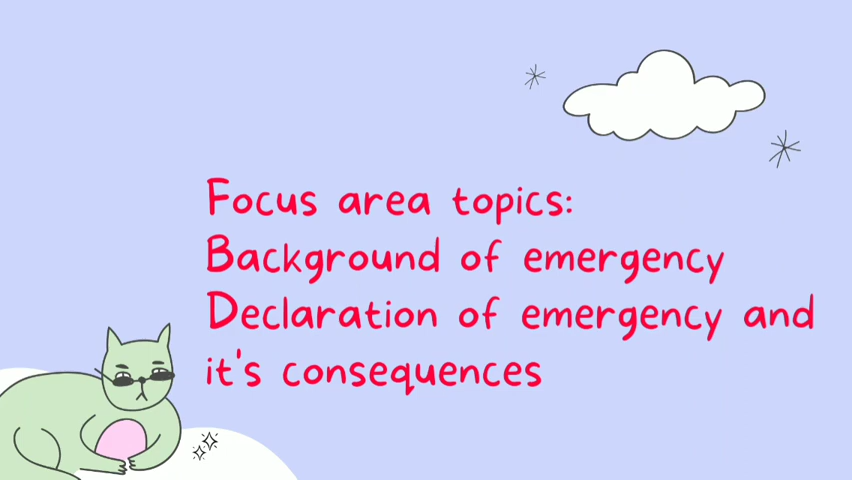 Focus area topics:
Background of emergency
Declaration of emergency and
it's consequences